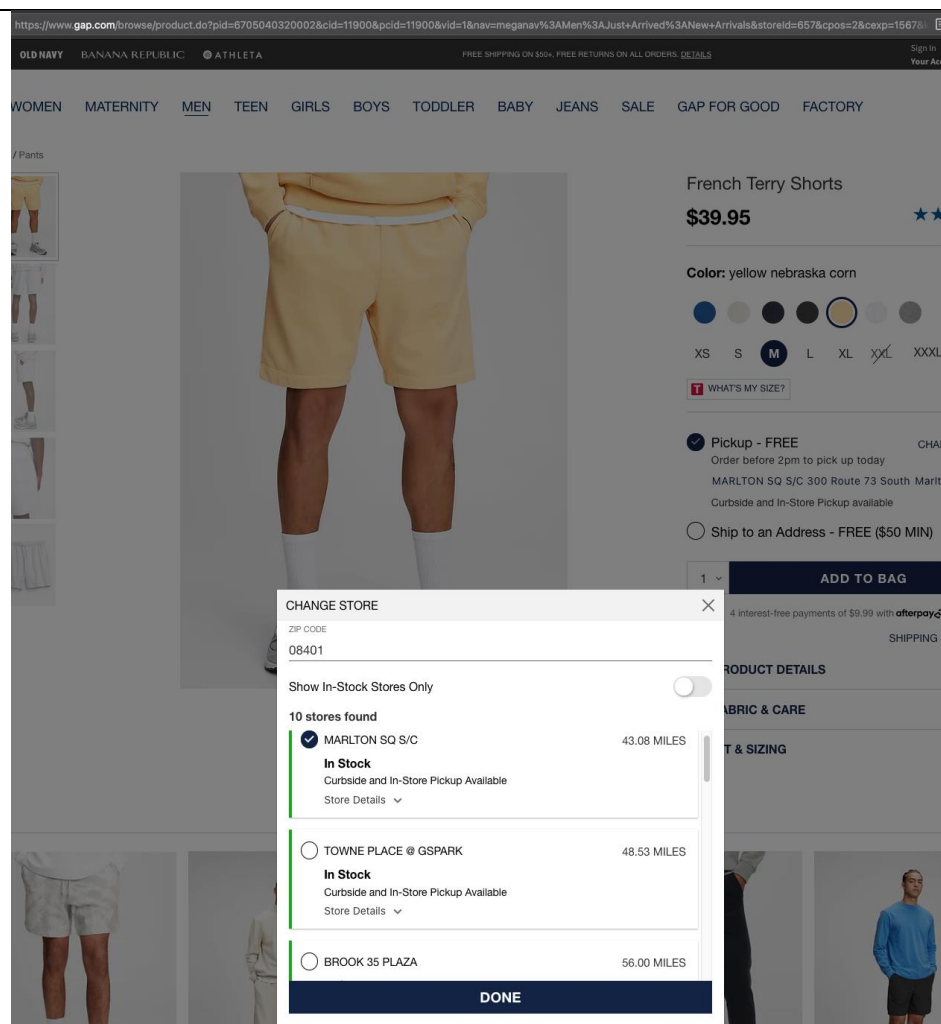 https://www.gap.com/browse/product.do?pid=6705040320002&cid=11900&pcid=11900&vid=1&nav=meganav%3AMen%3AJust+Arrived%3ANew+Arrivals&storeId=657&cpos=2&cexp=1567&
OLD NAVY BANANA REPUBLIC ATHLETA FREE SHIPPING ON $50+, FREE RETURNS ON ALL ORDERS. DETAILS Sign In
Your Acc
WOMEN MATERNITY MEN TEEN GIRLS BOYS TODDLER BABY JEANS SALE GAP FOR GOOD FACTORY
/ Pants
French Terry Shorts
$39.95
Color: yellow nebraska corn
XS S M L XL XXL XXXL
T WHAT'S MY SIZE?
Pickup - FREE CHA
Order before 2pm to pick up today
MARLTON SQ S/C 300 Route 73 South Marlt
Curbside and In-Store Pickup available
Ship to an Address - FREE ($50 MIN)
1 ADD TO BAG
4 interest-free payments of $9.99 with afterpay
SHIPPING
RODUCT DETAILS
ABRIC & CARE
T & SIZING
CHANGE STORE
ZIP CODE
08401
Show In-Stock Stores Only
10 stores found
MARLTON SQ S/C 43.08 MILES
In Stock
Curbside and In-Store Pickup Available
Store Details
TOWNE PLACE @ GSPARK 48.53 MILES
In Stock
Curbside and In-Store Pickup Available
Store Details
BROOK 35 PLAZA 56.00 MILES
DONE